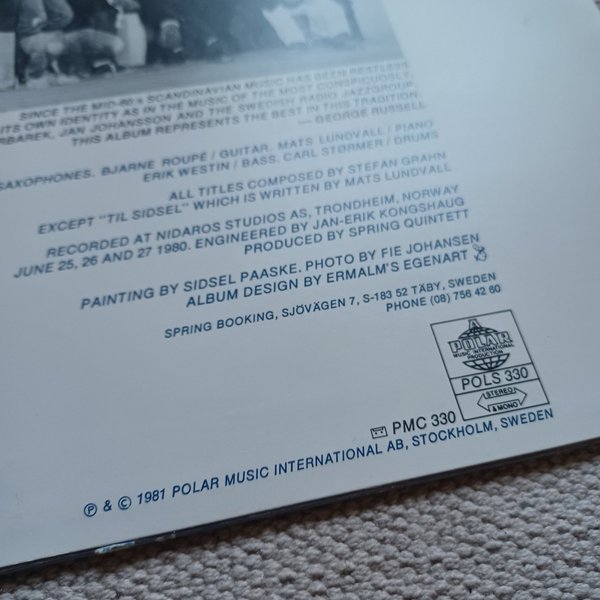 SINCE THE MID-60's SCANDINAVIAN MUSIC HAS BEEN RESTLESS
ITS OWN IDENTITY AS IN THE MUSIC OF THE MOST CONSPICUOUSLY,
RBAREK, JAN JOHANSSON AND THE SWEDISH RADIO JAZZGROUP.
THIS ALBUM REPRESENTS THE BEST IN THIS TRADITION.
— GEORGE RUSSELL
SAXOPHONES. BJARNE ROUPÉ / GUITAR. MATS LUNDVALL / PIANO
ERIK WESTIN / BASS. CARL STØRMER / DRUMS
ALL TITLES COMPOSED BY STEFAN GRAHN
EXCEPT "TIL SIDSEL" WHICH IS WRITTEN BY MATS LUNDVALL
RECORDED AT NIDAROS STUDIOS AS, TRONDHEIM, NORWAY
JUNE 25, 26 AND 27 1980. ENGINEERED BY JAN-ERIK KONGSHAUG
PRODUCED BY SPRING QUINTETT
PAINTING BY SIDSEL PAASKE. PHOTO BY FIE JOHANSEN
ALBUM DESIGN BY ERMALM'S EGENART
SPRING BOOKING, SJÖVÄGEN 7, S-183 52 TÄBY, SWEDEN
PHONE (08) 756 42 60
A
POLAR
MUSIC INTERNATIONAL
PRODUCTION
POLS 330
STEREO
& MONO
PMC 330
Ⓟ & © 1981 POLAR MUSIC INTERNATIONAL AB, STOCKHOLM, SWEDEN